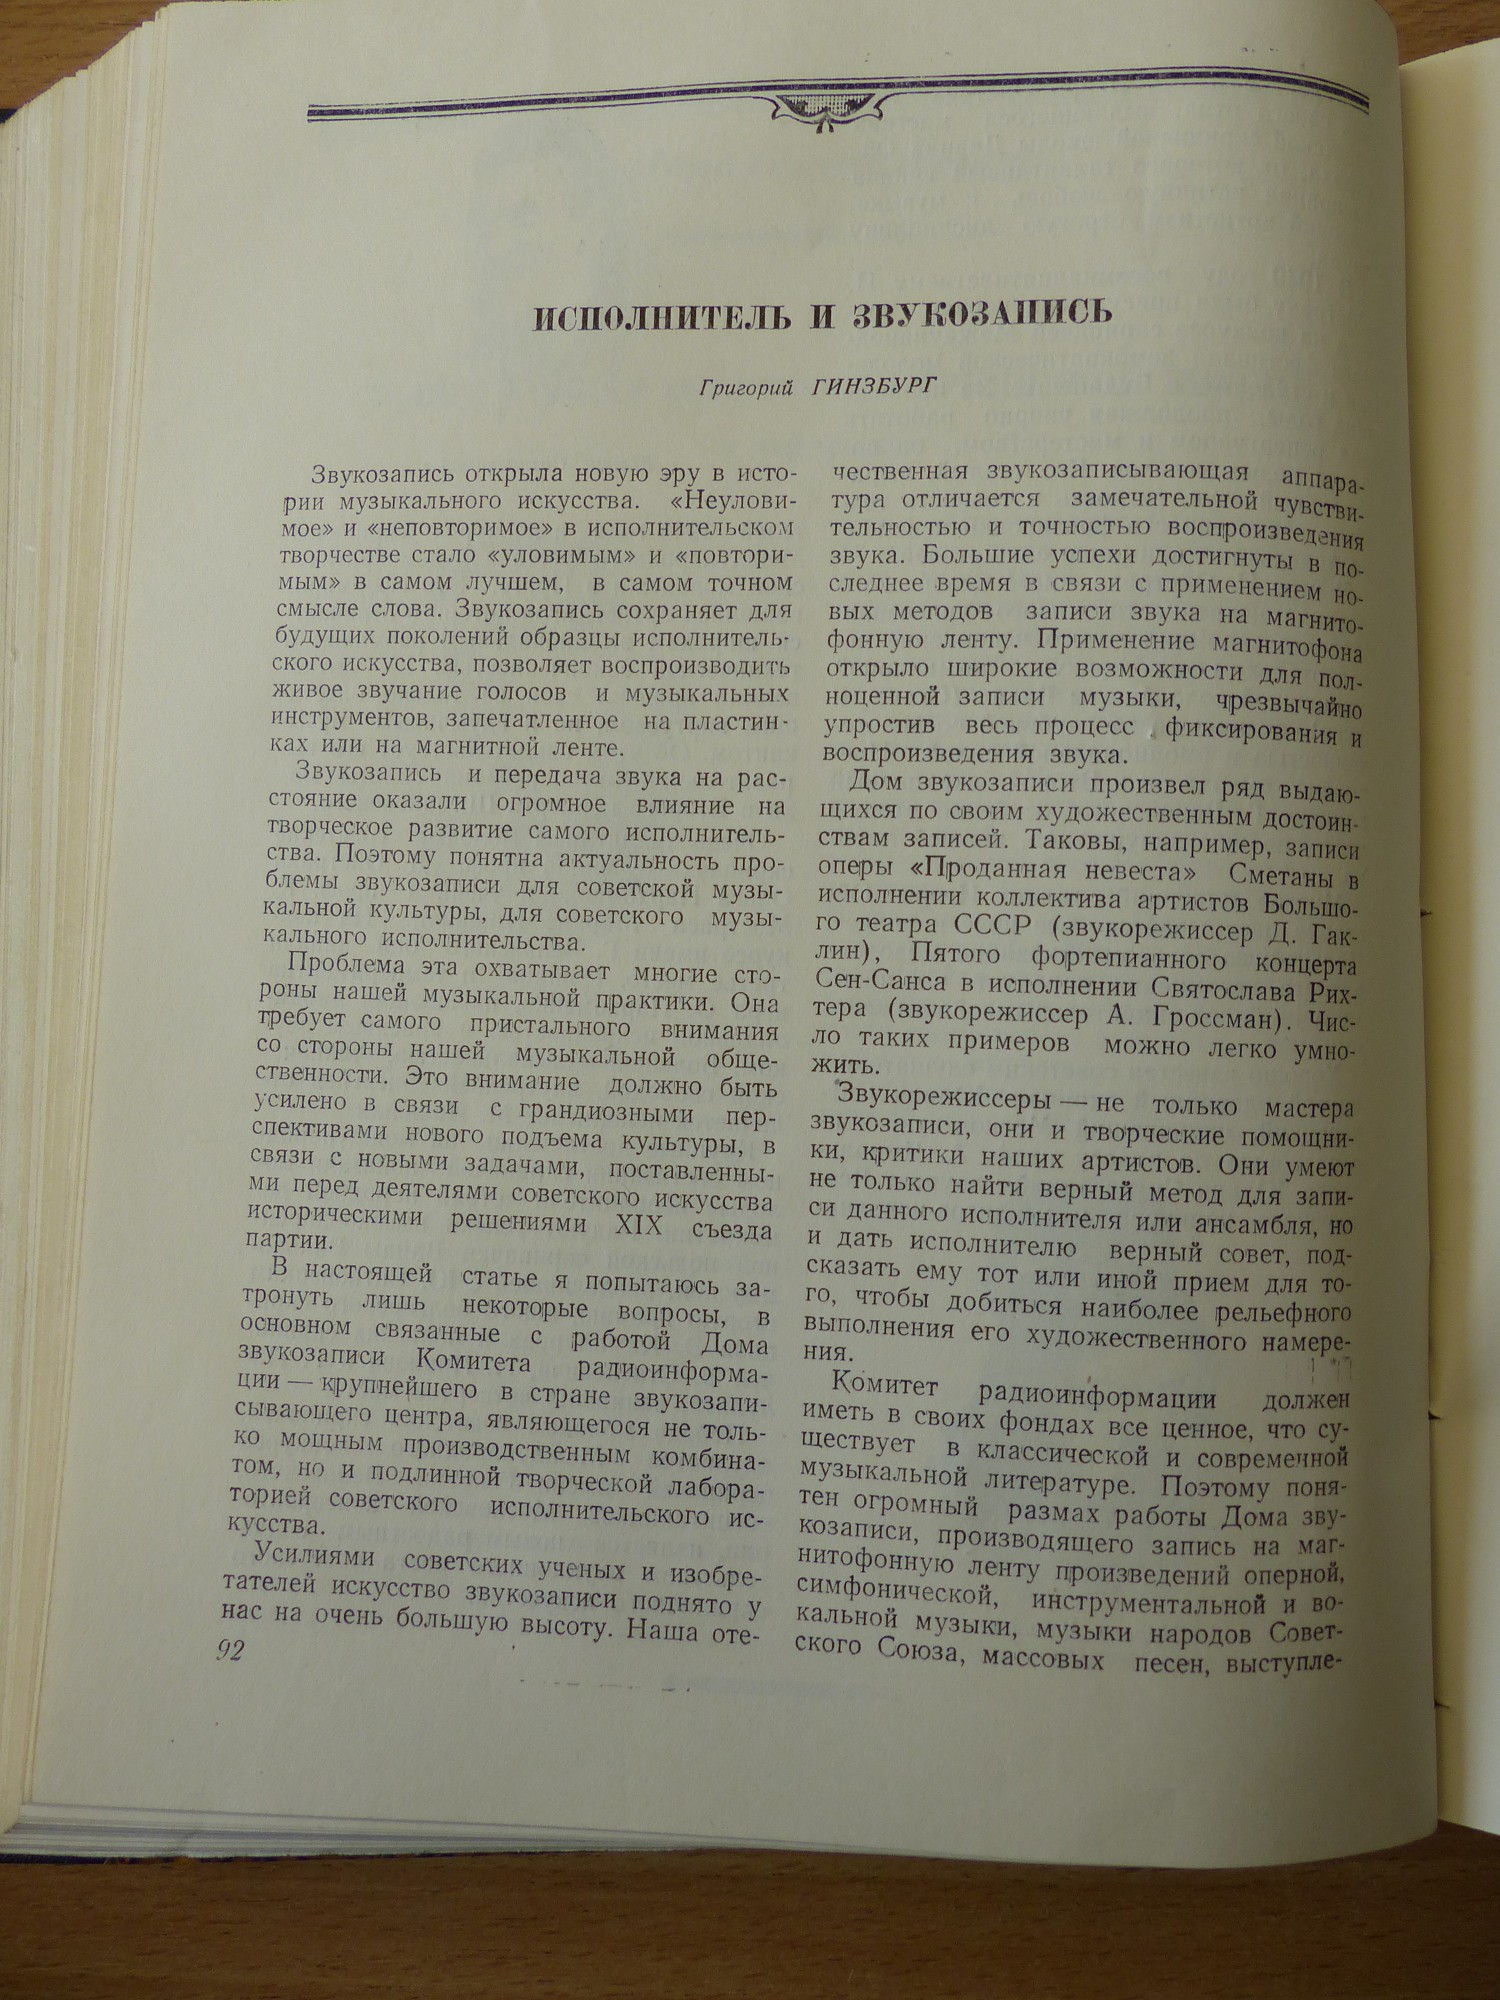 ИСПОЛНИТЕЛЬ И ЗВУКОЗАПИСЬ
Григорий ГИНЗБУРГ
Звукозапись открыла новую эру в исто-
рии музыкального искусства. «Неулови-
мое» и «неповторимое» в исполнительском
творчестве стало «уловимым» и «повтори-
мым» в самом лучшем, в самом точном
смысле слова. Звукозапись сохраняет для
будущих поколений образцы исполнитель-
ского искусства, позволяет воспроизводить
живое звучание голосов и музыкальных
инструментов, запечатленное на пластин-
ках или на магнитной ленте.
Звукозапись и передача звука на рас-
стояние оказали огромное влияние на
творческое развитие самого исполнитель-
ства. Поэтому понятна актуальность про-
блемы звукозаписи для советской музы-
кальной культуры, для советского музы-
кального исполнительства.
Проблема эта охватывает многие сто-
роны нашей музыкальной практики. Она
требует самого пристального внимания
со стороны нашей музыкальной обще-
ственности. Это внимание должно быть
усилено в связи с грандиозными пер-
спективами нового подъема культуры, в
связи с новыми задачами, поставленны-
ми перед деятелями советского искусства
историческими решениями XIX съезда
партии.
В настоящей статье я попытаюсь за-
тронуть лишь некоторые вопросы, в
основном связанные с работой Дома
звукозаписи Комитета радиоинформа-
ции — крупнейшего в стране звукозапи-
сывающего центра, являющегося не толь-
ко мощным производственным комбина-
том, но и подлинной творческой лабора-
торией советского исполнительского ис-
кусства.
Усилиями советских ученых и изобре-
тателей искусство звукозаписи поднято у
нас на очень большую высоту. Наша оте-
92
чественная звукозаписывающая аппара-
тура отличается замечательной чувстви-
тельностью и точностью воспроизведения
звука. Большие успехи достигнуты в по-
следнее время в связи с применением но-
вых методов записи звука на магнито-
фонную ленту. Применение магнитофона
открыло широкие возможности для пол-
ноценной записи музыки, чрезвычайно
упростив весь процесс фиксирования и
воспроизведения звука.
Дом звукозаписи произвел ряд выдаю-
щихся по своим художественным достоин-
ствам записей. Таковы, например, записи
оперы «Проданная невеста» Сметаны в
исполнении коллектива артистов Большо-
го театра СССР (звукорежиссер Д. Гак-
лин), Пятого фортепианного концерта
Сен-Санса в исполнении Святослава Рих-
тера (звукорежиссер А. Гроссман). Чис-
ло таких примеров можно легко умно-
жить.
Звукорежиссеры — не только мастера
звукозаписи, они и творческие помощни-
ки, критики наших артистов. Они умеют
не только найти верный метод для запи-
си данного исполнителя или ансамбля, но
и дать исполнителю верный совет, под-
сказать ему тот или иной прием для то-
го, чтобы добиться наиболее рельефного
выполнения его художественного намере-
ния.
Комитет радиоинформации должен
иметь в своих фондах все ценное, что су-
ществует в классической и современной
музыкальной литературе. Поэтому поня-
тен огромный размах работы Дома зву-
козаписи, производящего запись на маг-
нитофонную ленту произведений оперной,
симфонической, инструментальной и во-
кальной музыки, музыки народов Совет-
ского Союза, массовых песен, выступле-